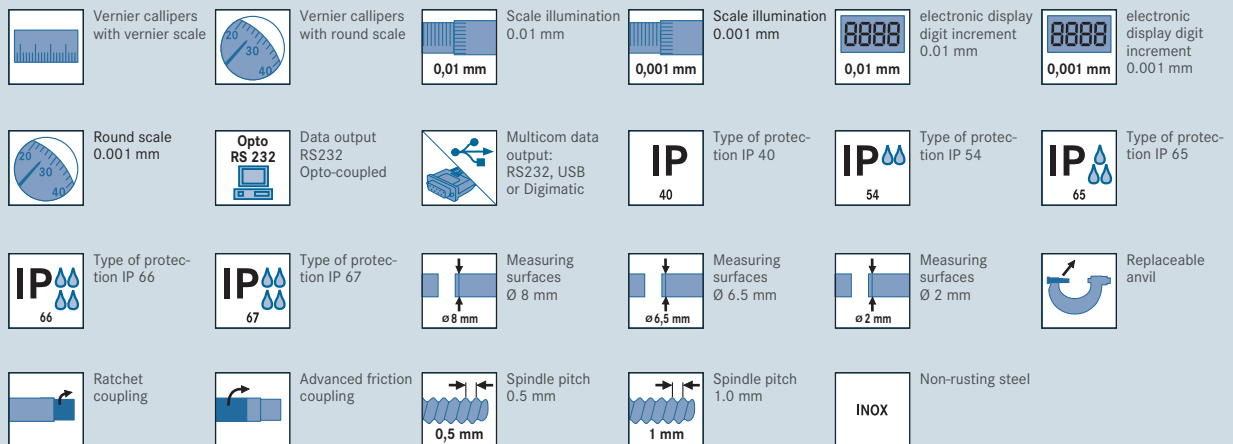 Vernier callipers
with vernier scale
20
30
40
Vernier callipers
with round scale
0,01 mm
Scale illumination
0.01 mm
0,001 mm
Scale illumination
0.001 mm
8888
0,01 mm
electronic display
digit increment
0.01 mm
8888
0,001 mm
electronic
display digit
increment
0.001 mm
20
30
40
Round scale
0.001 mm
Opto
RS 232
Data output
RS232
Opto-coupled
Multicom data
output:
RS232, USB
or Digimatic
IP
40
Type of protec-
tion IP 40
IP
54
Type of protec-
tion IP 54
IP
65
Type of protec-
tion IP 65
IP
66
Type of protec-
tion IP 66
IP
67
Type of protec-
tion IP 67
ø 8 mm
Measuring
surfaces
Ø 8 mm
ø 6,5 mm
Measuring
surfaces
Ø 6.5 mm
ø 2 mm
Measuring
surfaces
Ø 2 mm
Replaceable
anvil
Ratchet
coupling
Advanced friction
coupling
0,5 mm
Spindle pitch
0.5 mm
1 mm
Spindle pitch
1.0 mm
INOX
Non-rusting steel